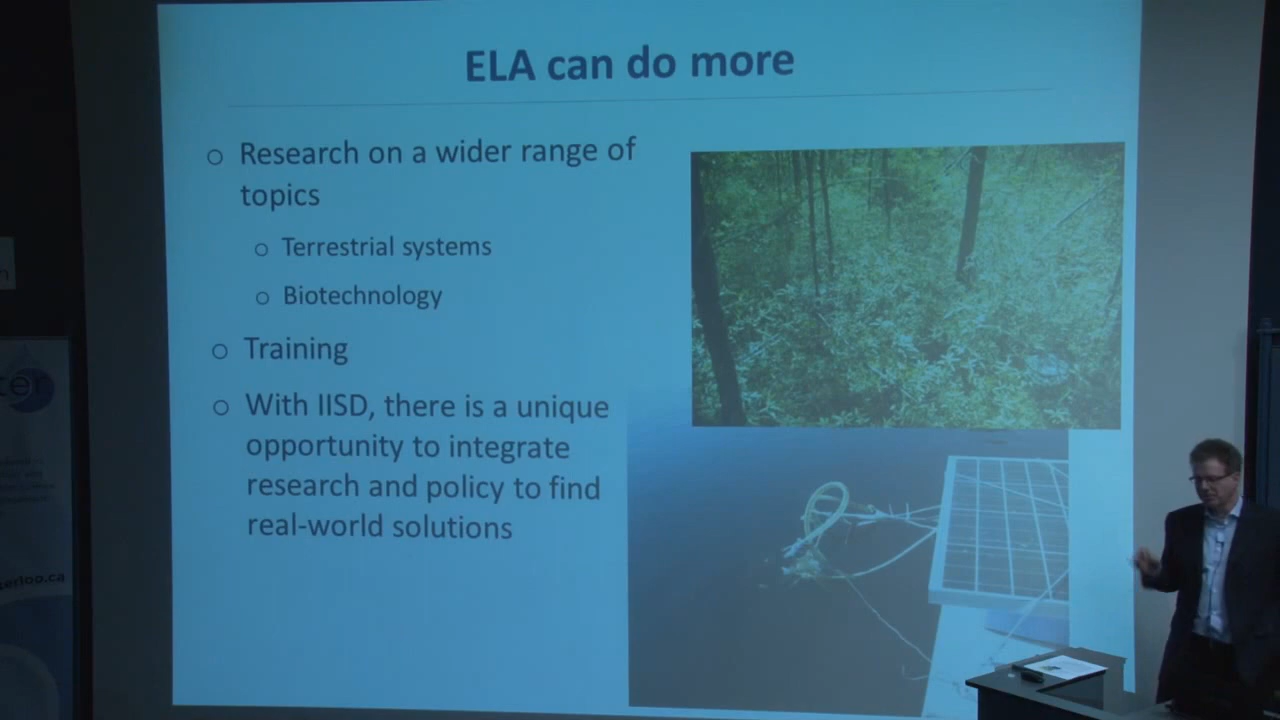 ELA can do more
Research on a wider range of
topics
Terrestrial systems
Biotechnology
Training
With IISD, there is a unique
opportunity to integrate
research and policy to find
real-world solutions